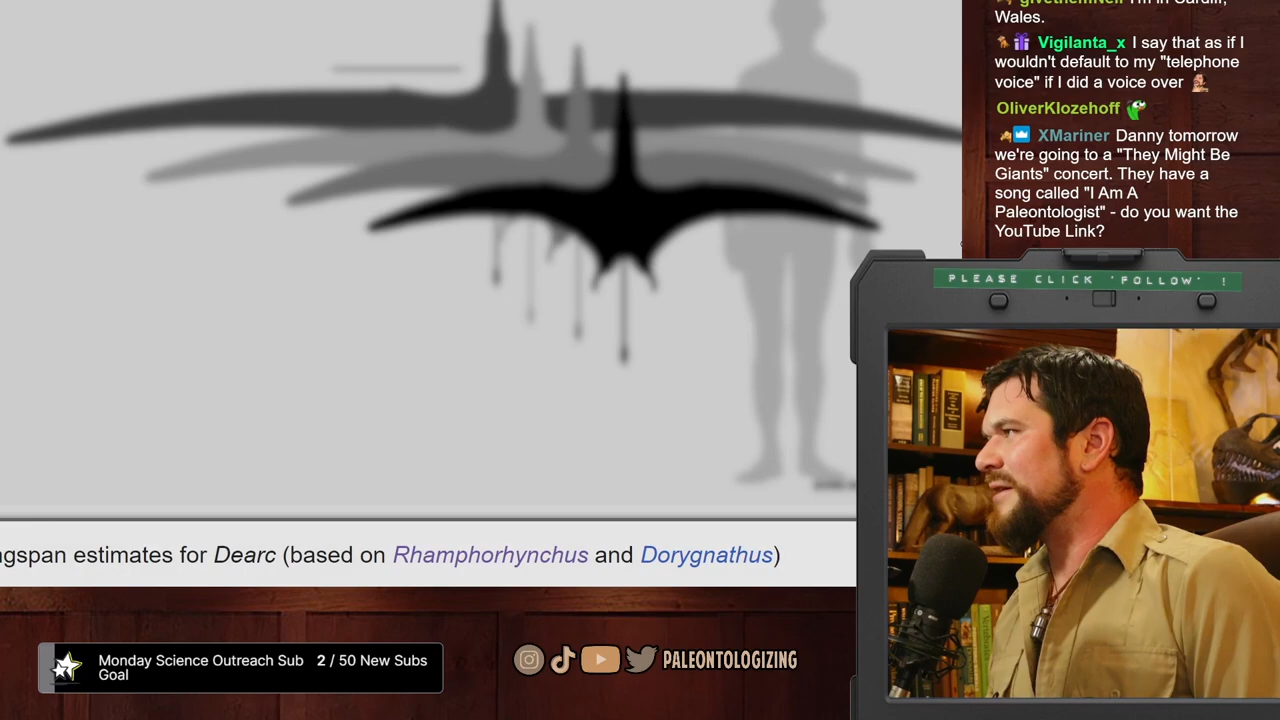 Wales.
Vigilanta_x I say that as if I
wouldn't default to my "telephone
voice" if I did a voice over
OliverKlozehoff
XMariner Danny tomorrow
we're going to a "They Might Be
Giants" concert. They have a
song called "I Am A
Paleontologist" - do you want the
YouTube Link?
PLEASE CLICK 'FOLLOW' !
ngspan estimates for Dearc (based on Rhamphorhynchus and Dorygnathus)
Monday Science Outreach Sub Goal 2 / 50 New Subs
PALEONTOLOGIZING